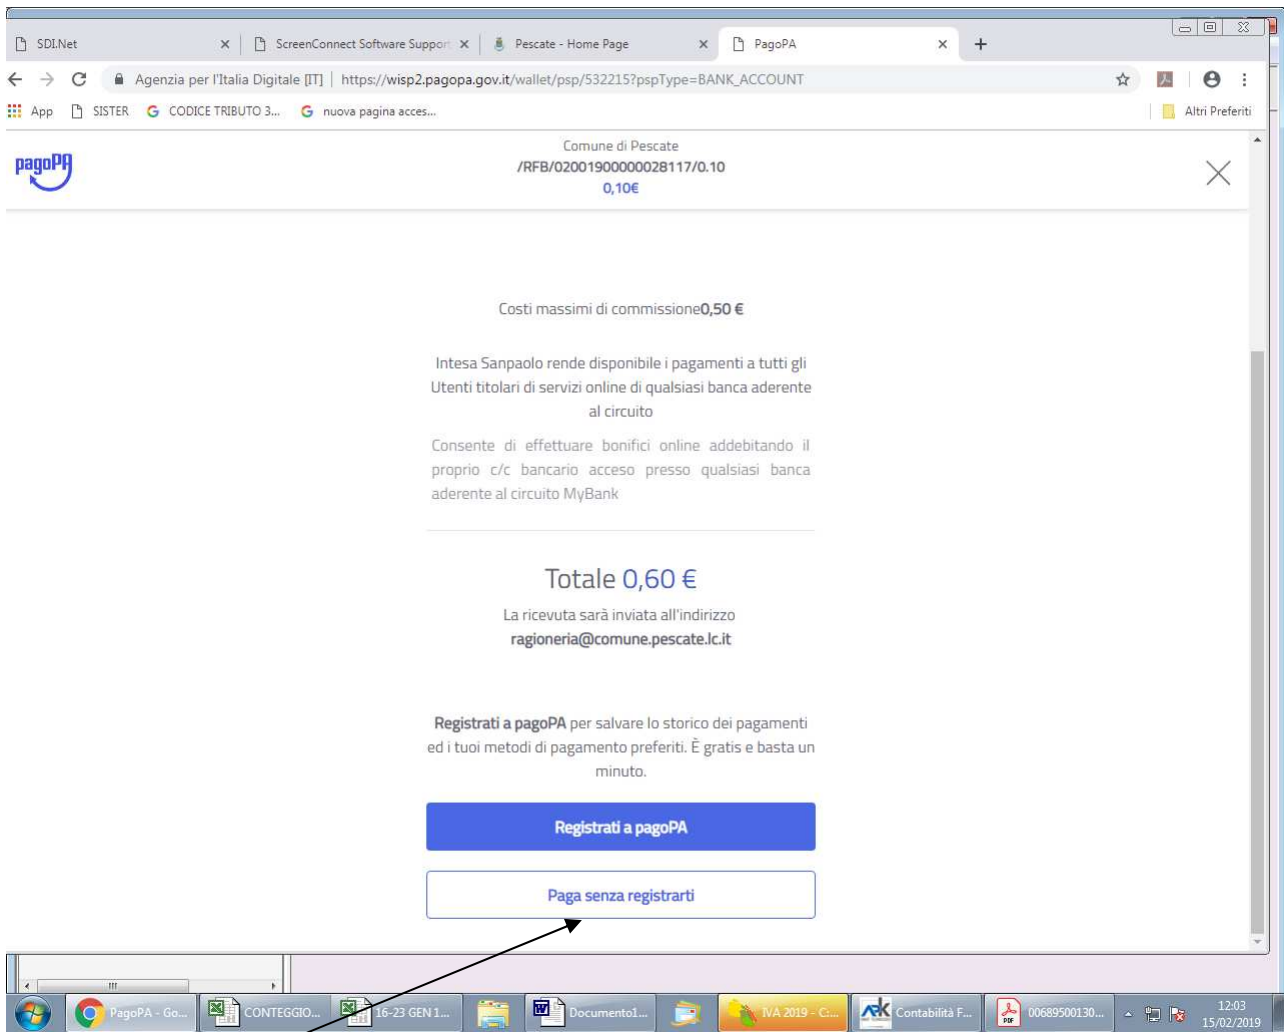 SDI.Net
ScreenConnect Software Suppor
Pescate - Home Page
PagoPA
Agenzia per l'Italia Digitale [IT] | https://wisp2.pagopa.gov.it/wallet/psp/532215?pspType=BANK_ACCOUNT
App SISTER CODICE TRIBUTO 3... nuova pagina acces... Altri Preferiti
pagoPA
Comune di Pescate
/RFB/02001900000028117/0.10
0,10€
Costi massimi di commissione0,50 €
Intesa Sanpaolo rende disponibile i pagamenti a tutti gli
Utenti titolari di servizi online di qualsiasi banca aderente
al circuito
Consente di effettuare bonifici online addebitando il
proprio c/c bancario acceso presso qualsiasi banca
aderente al circuito MyBank
Totale 0,60 €
La ricevuta sarà inviata all'indirizzo
ragioneria@comune.pescate.lc.it
Registrati a pagoPA per salvare lo storico dei pagamenti
ed i tuoi metodi di pagamento preferiti. È gratis e basta un
minuto.
Registrati a pagoPA
Paga senza registrarti
PagoPA - Go... CONTEGGIO... 16-23 GEN 1... Documento1... IVA 2019 - C:... Contabilità F... 00689500130... 12:03
15/02/2019